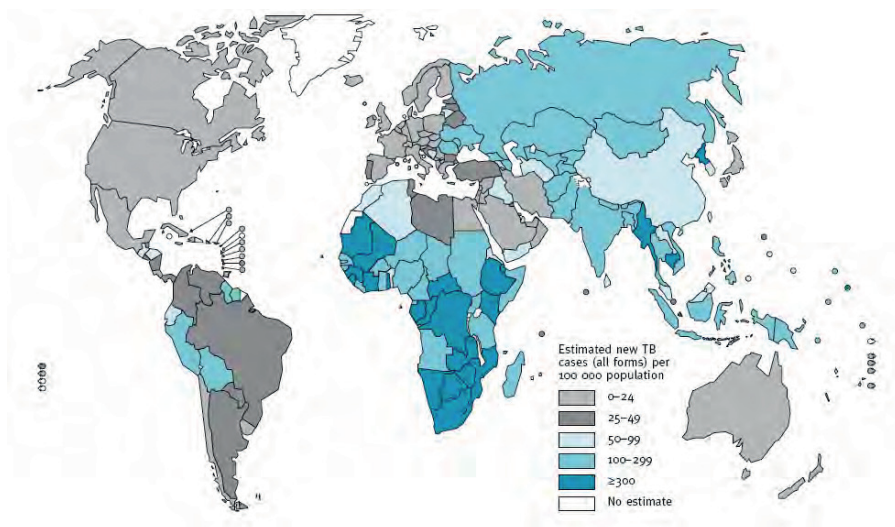 Estimated new TB
cases (all forms) per
100 000 population
0–24
25–49
50–99
100–299
≥300
No estimate